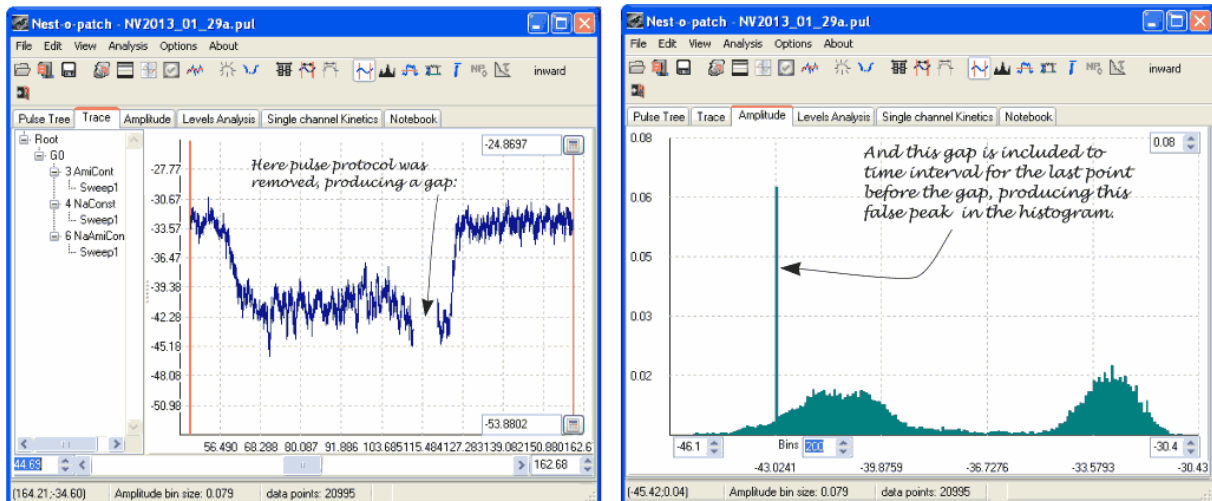 Nest-o-patch - NV2013_01_29a.pul
File Edit View Analysis Options About
inward
Pulse Tree Trace Amplitude Levels Analysis Single channel Kinetics Notebook
Root
G0
3 AmiCont
Sweep1
4 NaConst
Sweep1
6 NaAmiCon
Sweep1
-24.8697
Here pulse protocol was
removed, producing a gap:
-27.77
-30.67
-33.57
-36.47
-39.38
-42.28
-45.18
-48.08
-50.98
-53.8802
56.490 68.288 80.087 91.886 103.685 115.484 127.283 139.082 150.880 162.6
44.69
162.68
(164.21;-34.60) Amplitude bin size: 0.079 data points: 20995
Nest-o-patch - NV2013_01_29a.pul
File Edit View Analysis Options About
NP₀
inward
Pulse Tree Trace Amplitude Levels Analysis Single channel Kinetics Notebook
0.08
0.08
And this gap is included to
time interval for the last point
before the gap, producing this
false peak in the histogram.
0.06
0.05
0.03
0.02
-46.1
Bins 200
-30.4
-43.0241 -39.8759 -36.7276 -33.5793 -30.43
(-45.42;0.04) Amplitude bin size: 0.079 data points: 20995